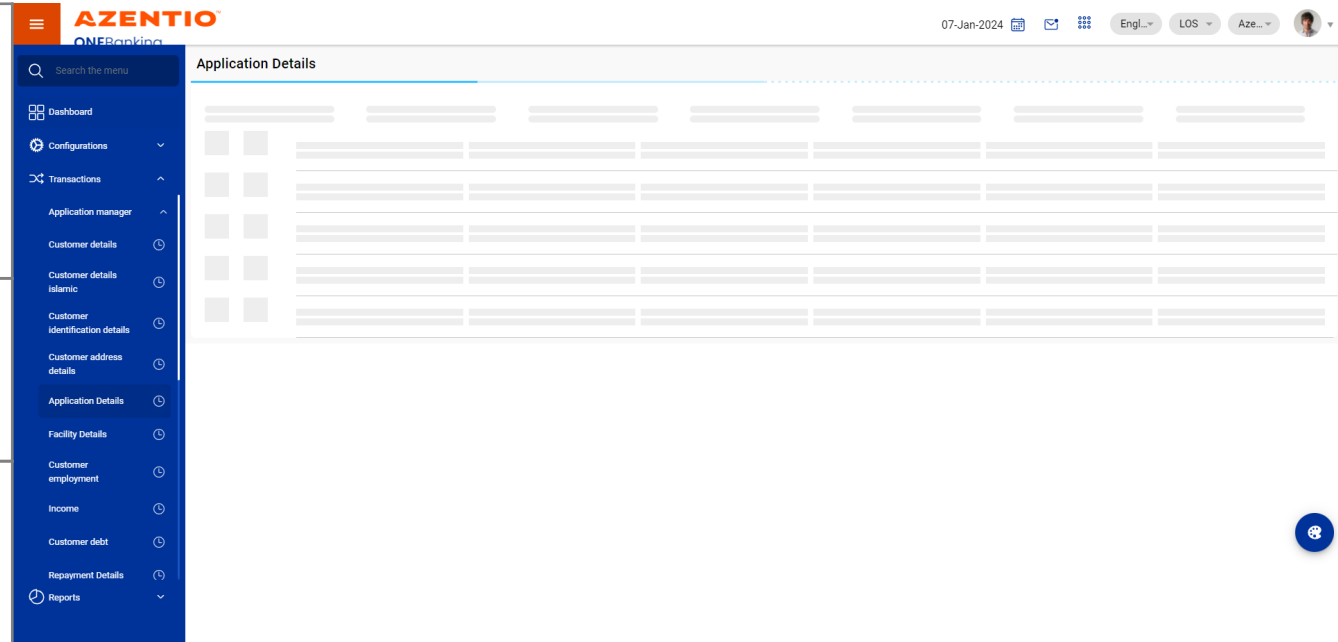 AZENTIO™
ONEBanking
07-Jan-2024
Engl...
LOS
Aze...
Search the menu
Application Details
Dashboard
Configurations
Transactions
Application manager
Customer details
Customer details
islamic
Customer
identification details
Customer address
details
Application Details
Facility Details
Customer
employment
Income
Customer debt
Repayment Details
Reports